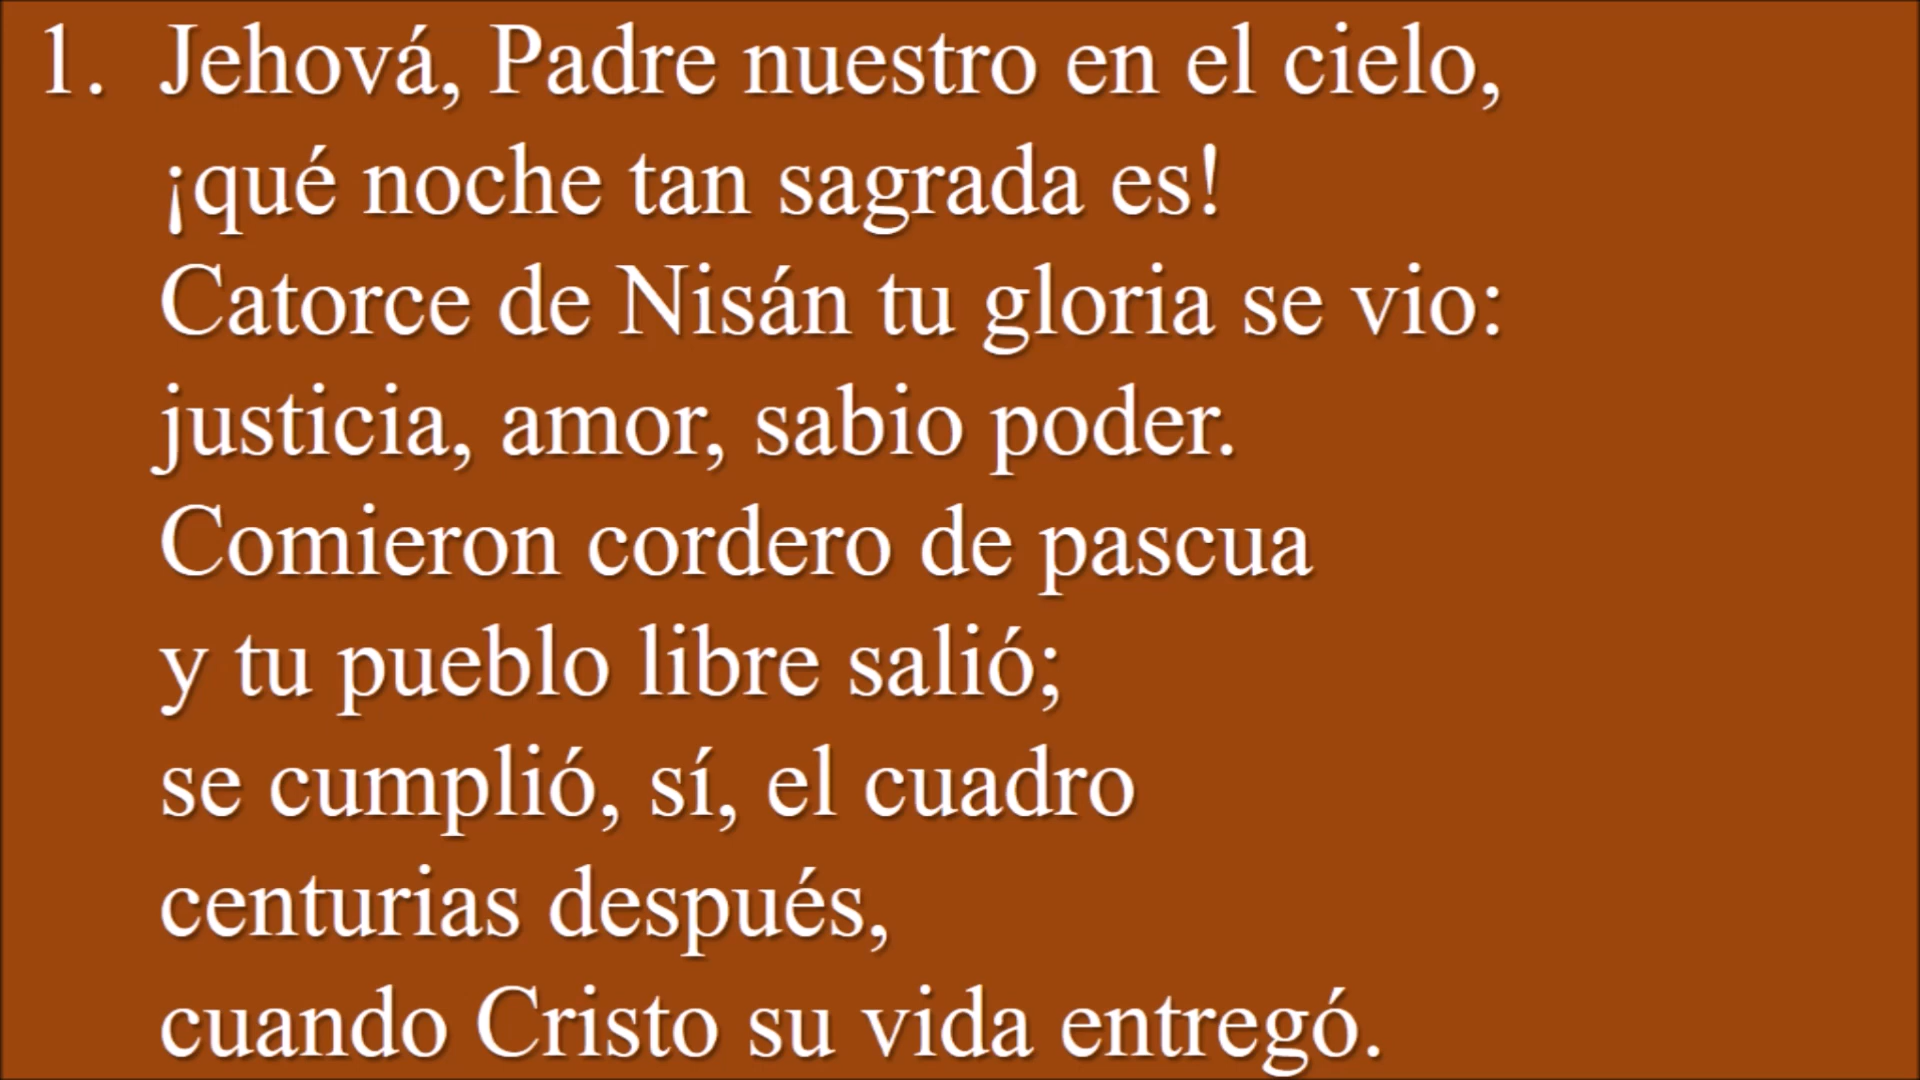 1. Jehová, Padre nuestro en el cielo,
¡qué noche tan sagrada es!
Catorce de Nisán tu gloria se vio:
justicia, amor, sabio poder.
Comieron cordero de pascua
y tu pueblo libre salió;
se cumplió, sí, el cuadro
centurias después,
cuando Cristo su vida entregó.